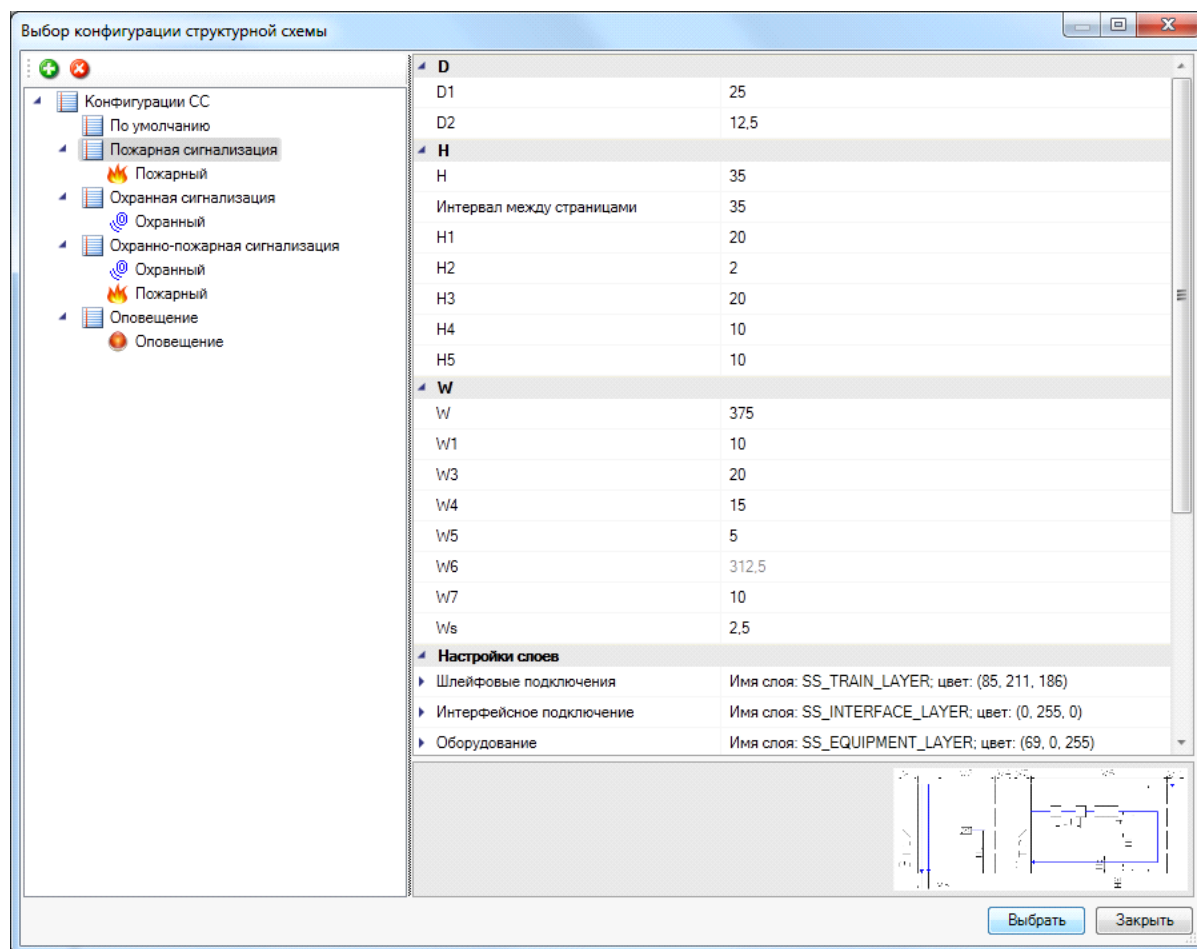 Выбор конфигурации структурной схемы
Конфигурации СС
По умолчанию
Пожарная сигнализация
Пожарный
Охранная сигнализация
Охранный
Охранно-пожарная сигнализация
Охранный
Пожарный
Оповещение
Оповещение
D
D1 25
D2 12,5
H
H 35
Интервал между страницами 35
H1 20
H2 2
H3 20
H4 10
H5 10
W
W 375
W1 10
W3 20
W4 15
W5 5
W6 312,5
W7 10
Ws 2,5
Настройки слоев
Шлейфовые подключения Имя слоя: SS_TRAIN_LAYER; цвет: (85, 211, 186)
Интерфейсное подключение Имя слоя: SS_INTERFACE_LAYER; цвет: (0, 255, 0)
Оборудование Имя слоя: SS_EQUIPMENT_LAYER; цвет: (69, 0, 255)
Выбрать Закрыть